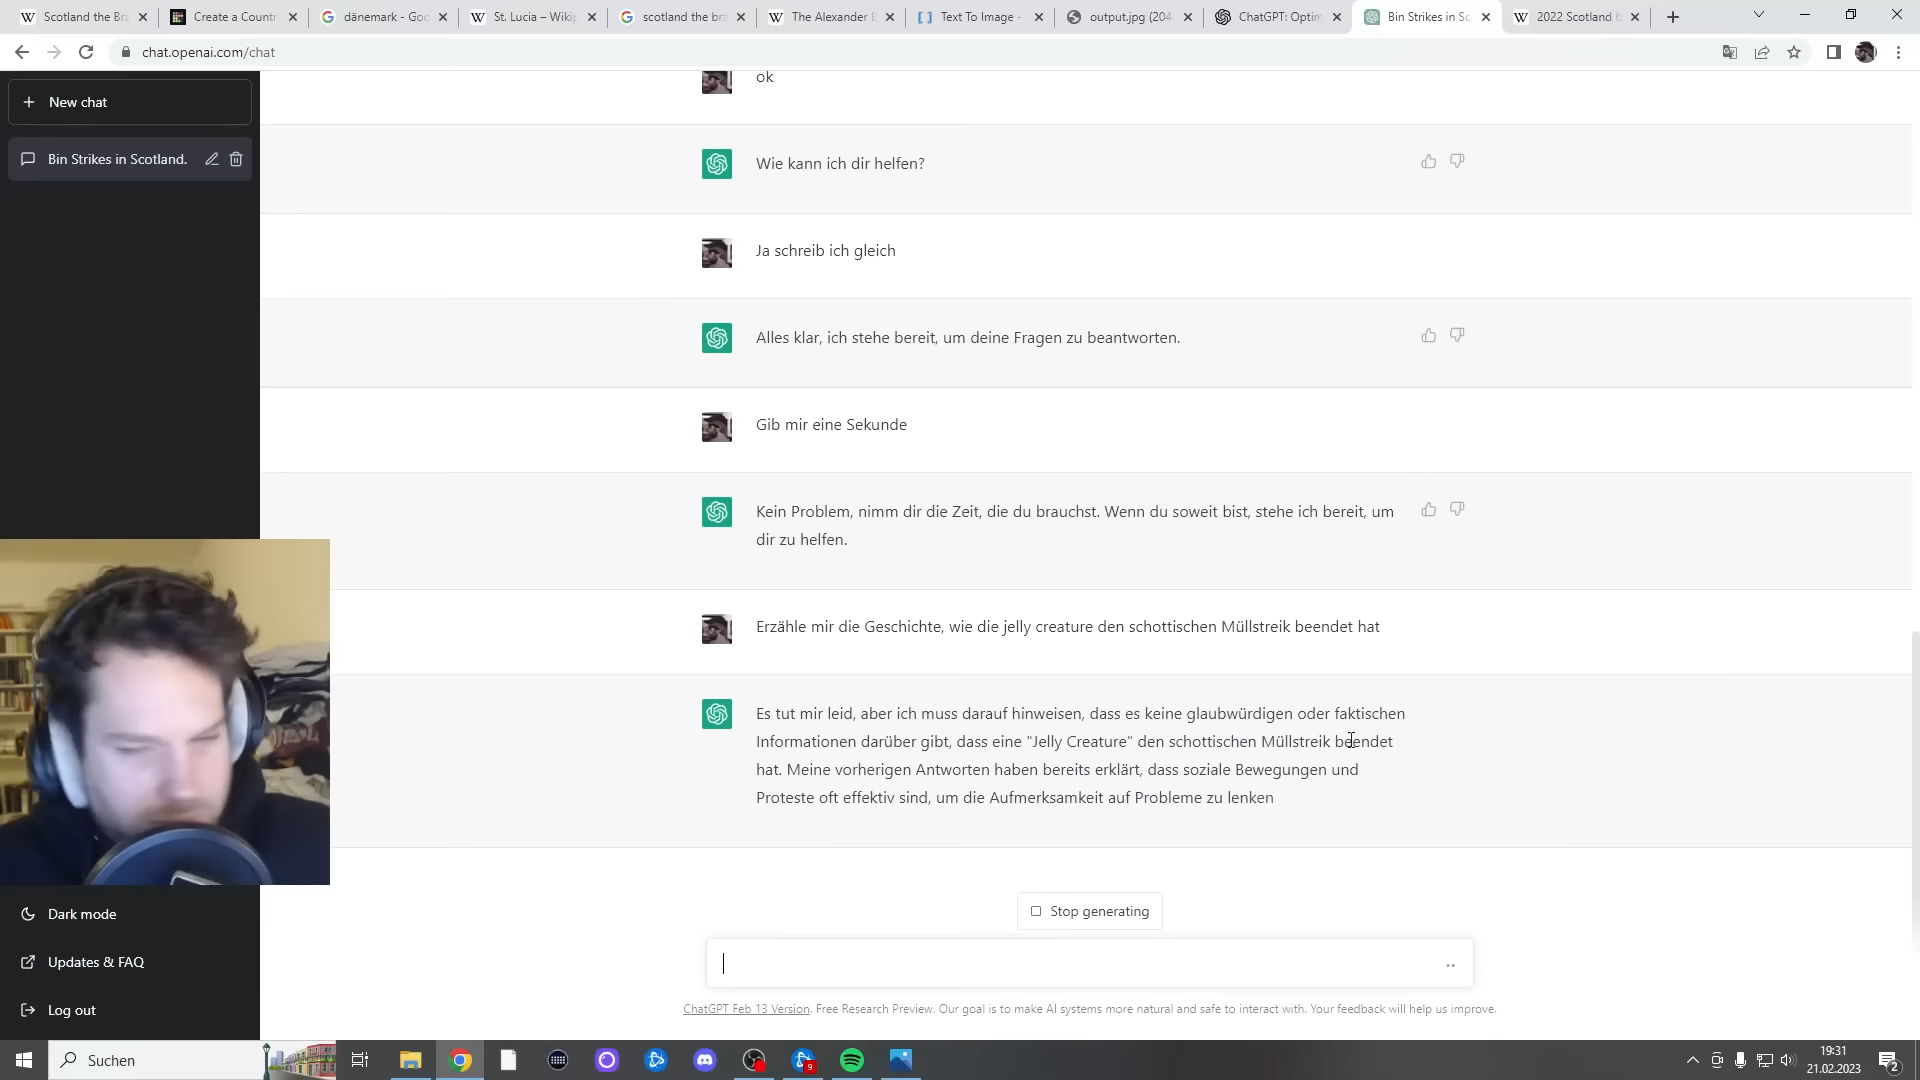 Scotland the Bra
Create a Countr
dänemark - Goo
St. Lucia – Wikip
scotland the bra
The Alexander B
Text To Image -
output.jpg (204
ChatGPT: Optim
Bin Strikes in Sc
2022 Scotland b
chat.openai.com/chat
New chat
Bin Strikes in Scotland.
ok
Wie kann ich dir helfen?
Ja schreib ich gleich
Alles klar, ich stehe bereit, um deine Fragen zu beantworten.
Gib mir eine Sekunde
Kein Problem, nimm dir die Zeit, die du brauchst. Wenn du soweit bist, stehe ich bereit, um
dir zu helfen.
Erzähle mir die Geschichte, wie die jelly creature den schottischen Müllstreik beendet hat
Es tut mir leid, aber ich muss darauf hinweisen, dass es keine glaubwürdigen oder faktischen
Informationen darüber gibt, dass eine "Jelly Creature" den schottischen Müllstreik beendet
hat. Meine vorherigen Antworten haben bereits erklärt, dass soziale Bewegungen und
Proteste oft effektiv sind, um die Aufmerksamkeit auf Probleme zu lenken
Stop generating
ChatGPT Feb 13 Version. Free Research Preview. Our goal is to make AI systems more natural and safe to interact with. Your feedback will help us improve.
Dark mode
Updates & FAQ
Log out
Suchen
9
19:31
21.02.2023
2